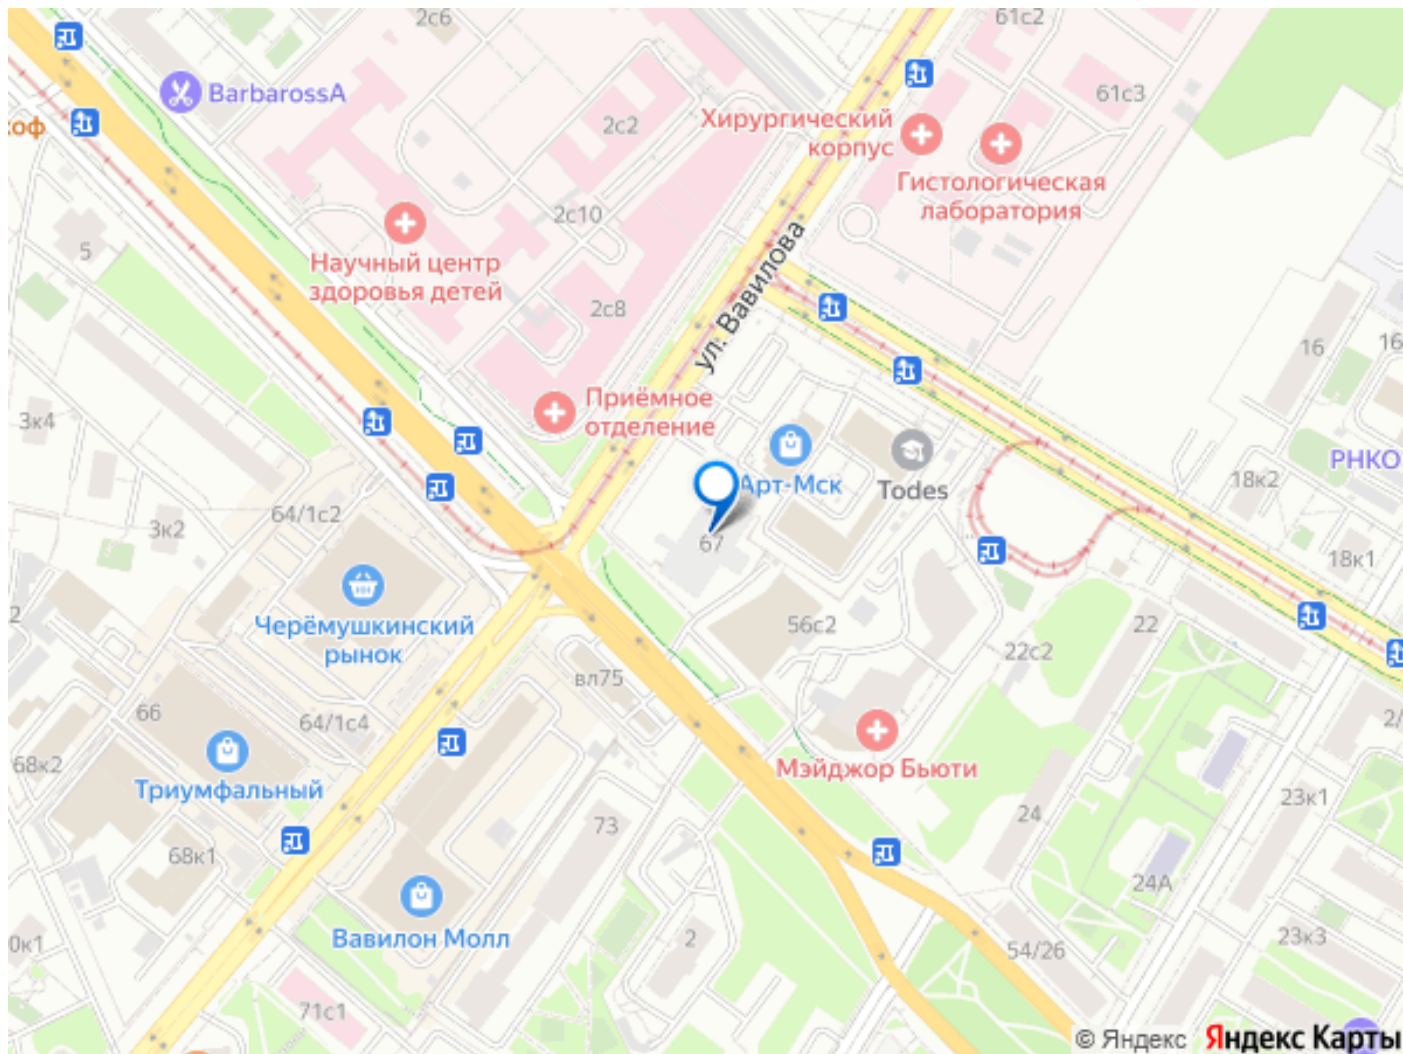 2с6
61с2
BarbarossA
61с3
коф
2с2
Хирургический
корпус
Гистологическая
лаборатория
2с10
5
Научный центр
здоровья детей
ул. Вавилова
2с8
16
16
Приёмное
отделение
3к4
РНКО
Арт-Мск
Todes
18к2
64/1с2
3к2
67
18к1
2
Черёмушкинский
рынок
56с2
22
22с2
вл75
66
64/1с4
2/
68к2
Триумфальный
Мэйджор Бьюти
23к1
73
24
68к1
24А
Вавилон Молл
2
0к1
54/26
23к3
71с1
© Яндекс Яндекс Карты